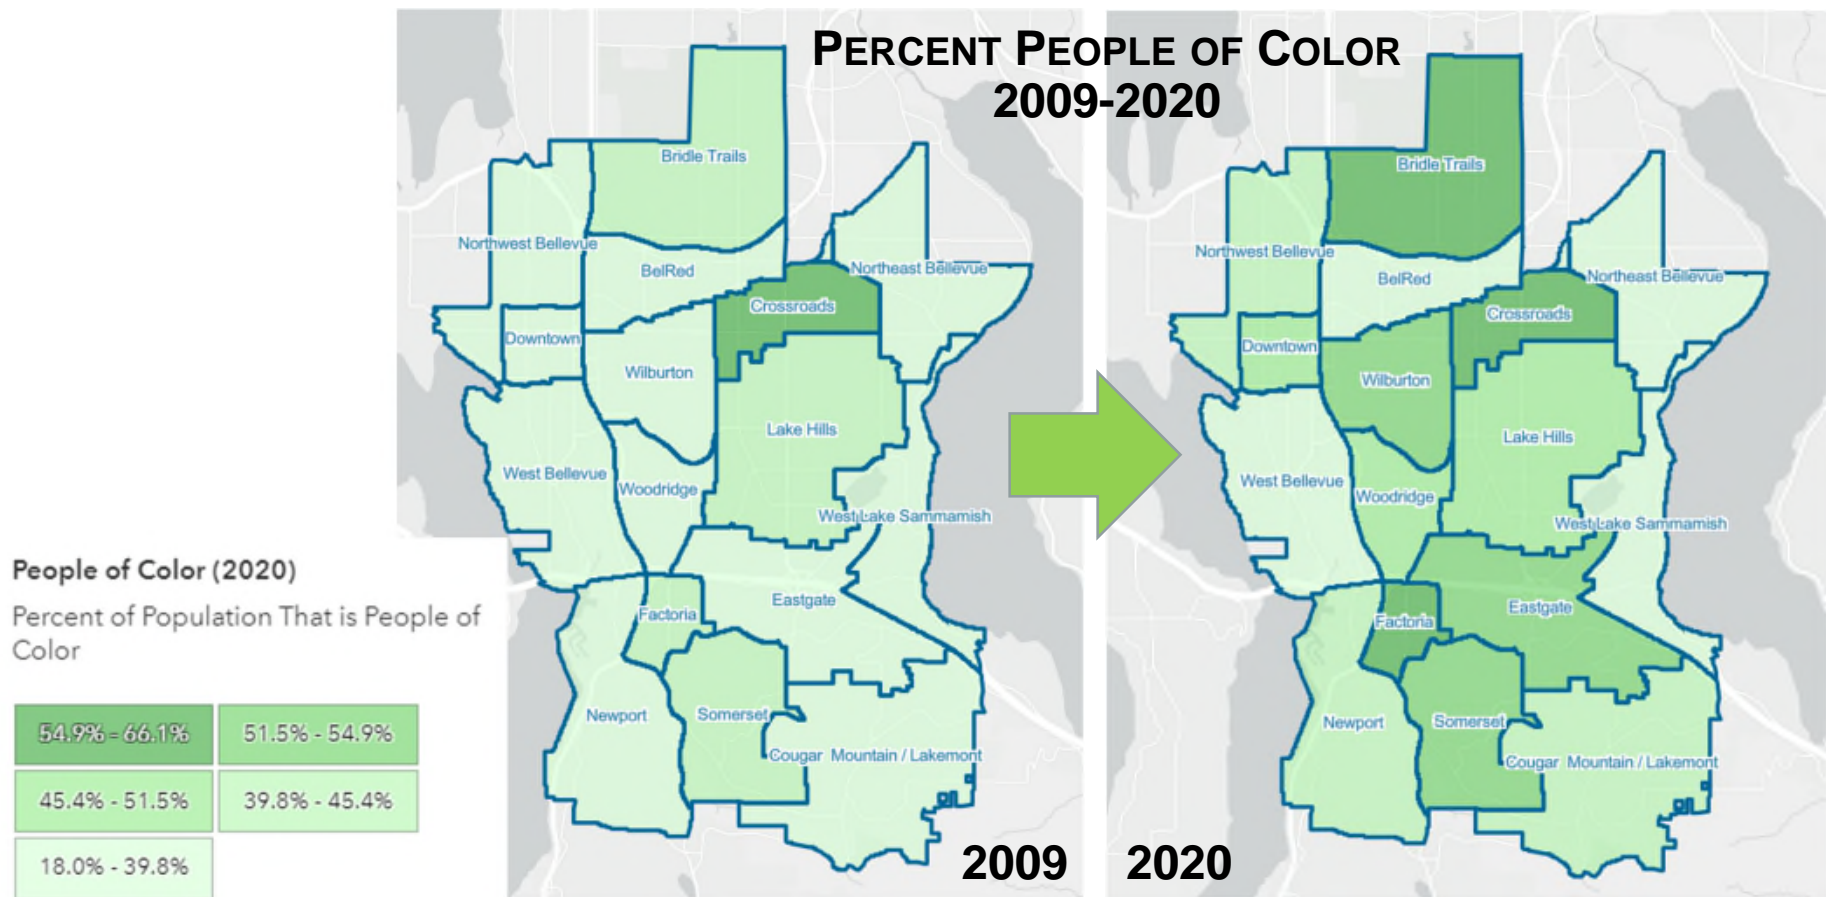 PERCENT PEOPLE OF COLOR
2009-2020
Bridle Trails
Northwest Bellevue
BelRed
Northeast Bellevue
Crossroads
Downtown
Wilburton
Lake Hills
West Bellevue
Woodridge
West Lake Sammamish
Eastgate
Factoria
Newport
Somerset
Cougar Mountain / Lakemont
2009
Bridle Trails
Northwest Bellevue
BelRed
Northeast Bellevue
Crossroads
Downtown
Wilburton
Lake Hills
West Bellevue
Woodridge
West Lake Sammamish
Eastgate
Factoria
Newport
Somerset
Cougar Mountain / Lakemont
2020
People of Color (2020)
Percent of Population That is People of
Color
54.9% - 66.1%
51.5% - 54.9%
45.4% - 51.5%
39.8% - 45.4%
18.0% - 39.8%